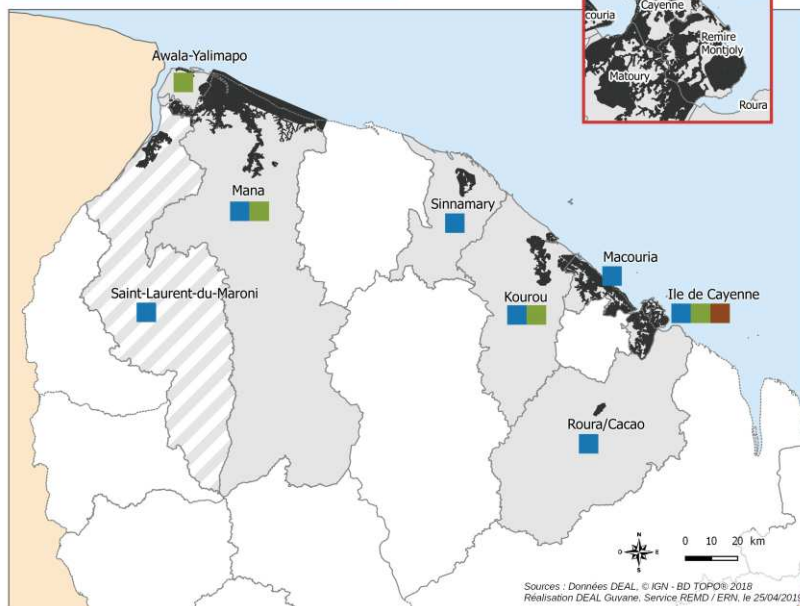 Cayenne
couria
Remire
Montjoly
Matoury
Roura
Awala-Yalimapo
Mana
Sinnamary
Macouria
Saint-Laurent-du-Maroni
Kourou
Ile de Cayenne
Roura/Cacao
N
O
E
S
0 10 20 km
Sources : Données DEAL, © IGN - BD TOPO® 2018
Réalisation DEAL Guyane, Service REMD / ERN, le 25/04/2019